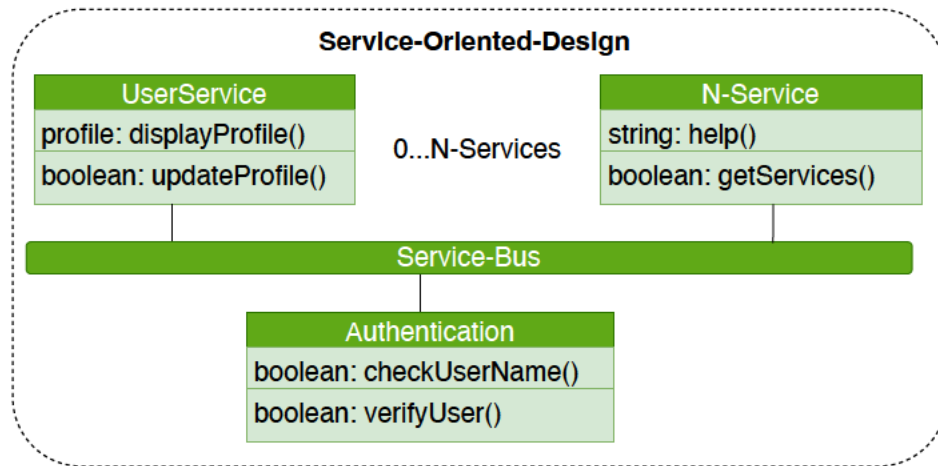 Service-Oriented-Design
UserService
profile: displayProfile()
boolean: updateProfile()
0...N-Services
N-Service
string: help()
boolean: getServices()
Service-Bus
Authentication
boolean: checkUserName()
boolean: verifyUser()